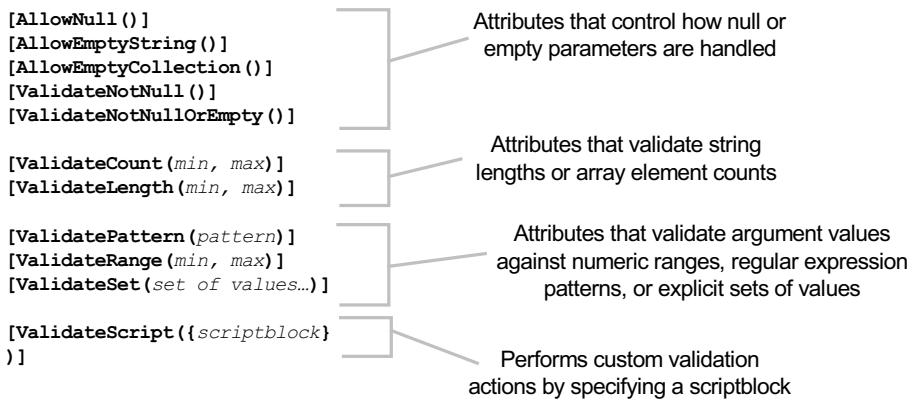 [AllowNull()]
[AllowEmptyString()]
[AllowEmptyCollection()]
[ValidateNotNull()]
[ValidateNotNullOrEmpty()]
Attributes that control how null or
empty parameters are handled
[ValidateCount(min, max)]
[ValidateLength(min, max)]
Attributes that validate string
lengths or array element counts
[ValidatePattern(pattern)]
[ValidateRange(min, max)]
[ValidateSet(set of values…)]
Attributes that validate argument values
against numeric ranges, regular expression
patterns, or explicit sets of values
[ValidateScript({scriptblock}
)]
Performs custom validation
actions by specifying a scriptblock